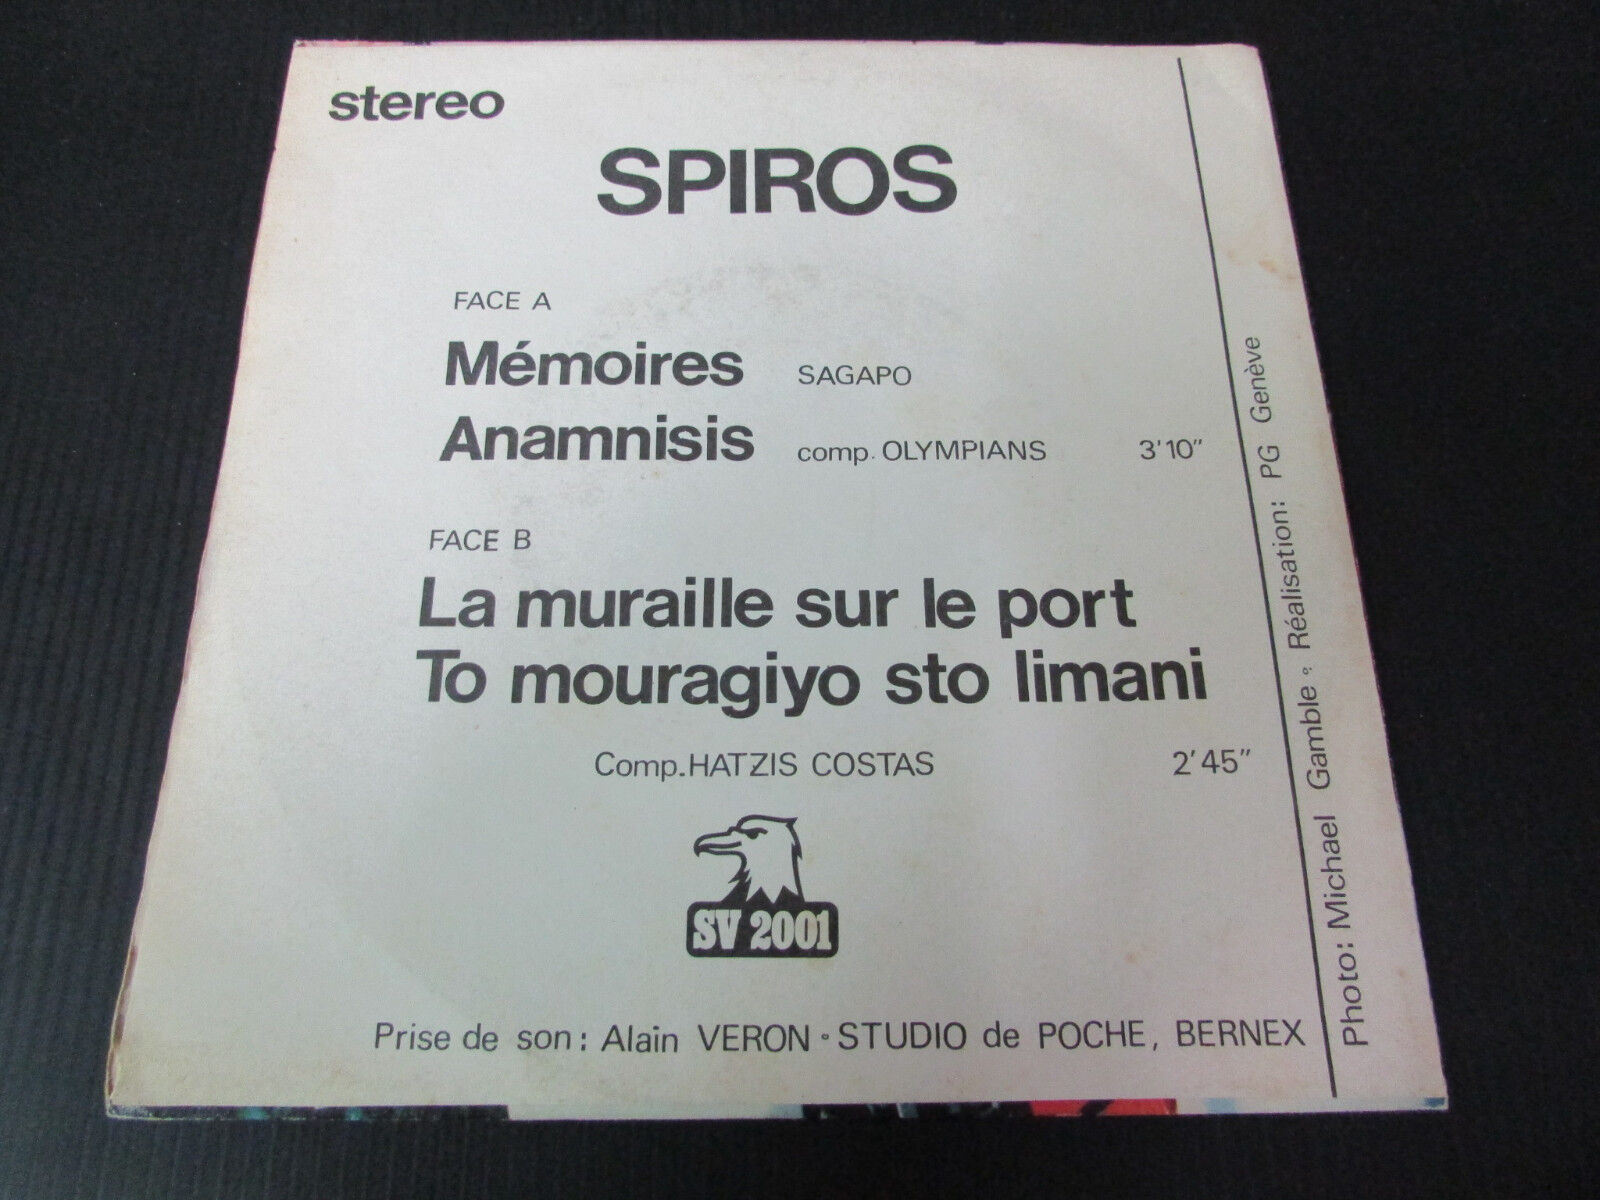 stereo
SPIROS
FACE A
Mémoires SAGAPO
Anamnisis comp. OLYMPIANS 3'10"
FACE B
La muraille sur le port
To mouragiyo sto limani
Comp. HATZIS COSTAS 2'45"
SV 2001
Prise de son: Alain VERON • STUDIO de POCHE, BERNEX
Photo: Michael Gamble • Réalisation: PG Genève